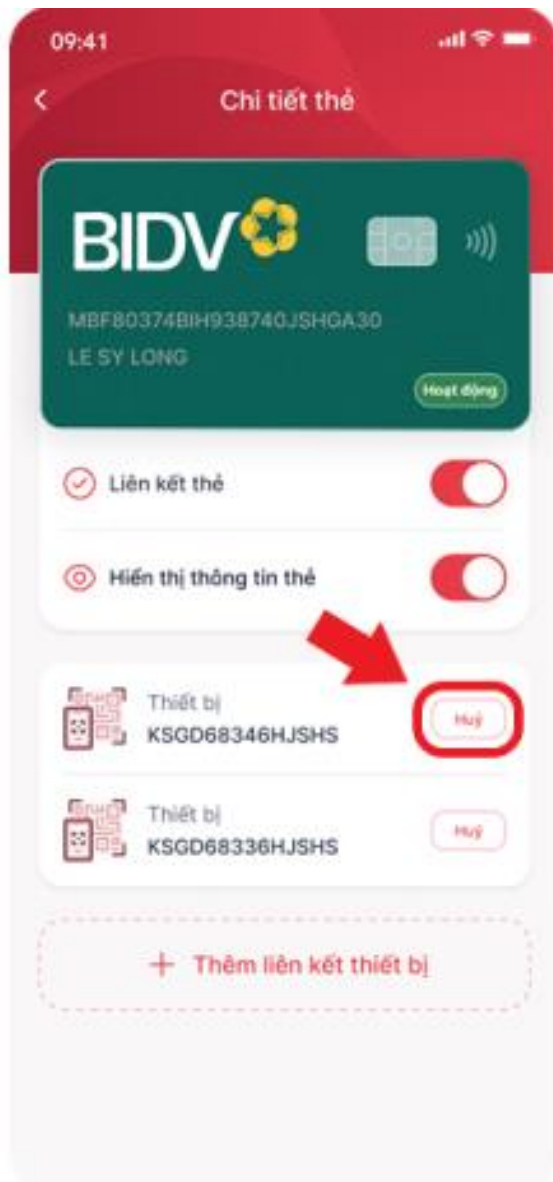 09:41
Chi tiết thẻ
BIDV
MBF80374BIH938740JSHGA30
LE SY LONG
Hoạt động
Liên kết thẻ
Hiển thị thông tin thẻ
Thiết bị
KSGD68346HJSHS
Huỷ
Thiết bị
KSGD68336HJSHS
Huỷ
+ Thêm liên kết thiết bị